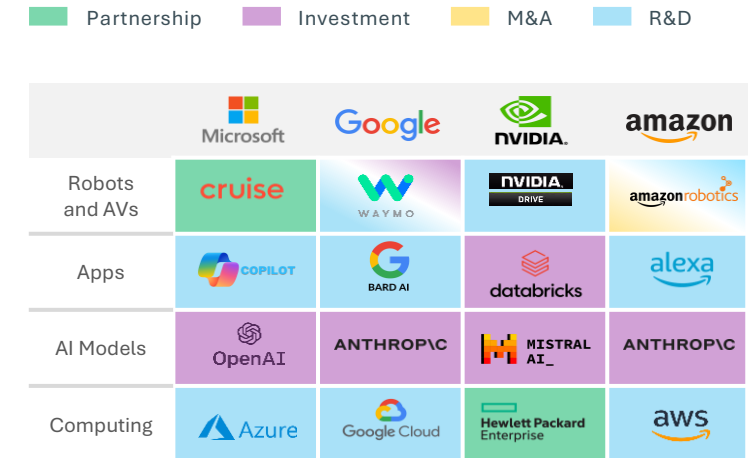 Partnership Investment M&A R&D
Microsoft Google NVIDIA. amazon
Robots
and AVs
cruise
WAYMO
NVIDIA.
DRIVE
amazonrobotics
Apps
COPILOT
G
BARD AI
databricks
alexa
AI Models
OpenAI
ANTHROP\C
MISTRAL
AI_
ANTHROP\C
Computing
Azure
Google Cloud
Hewlett Packard
Enterprise
aws